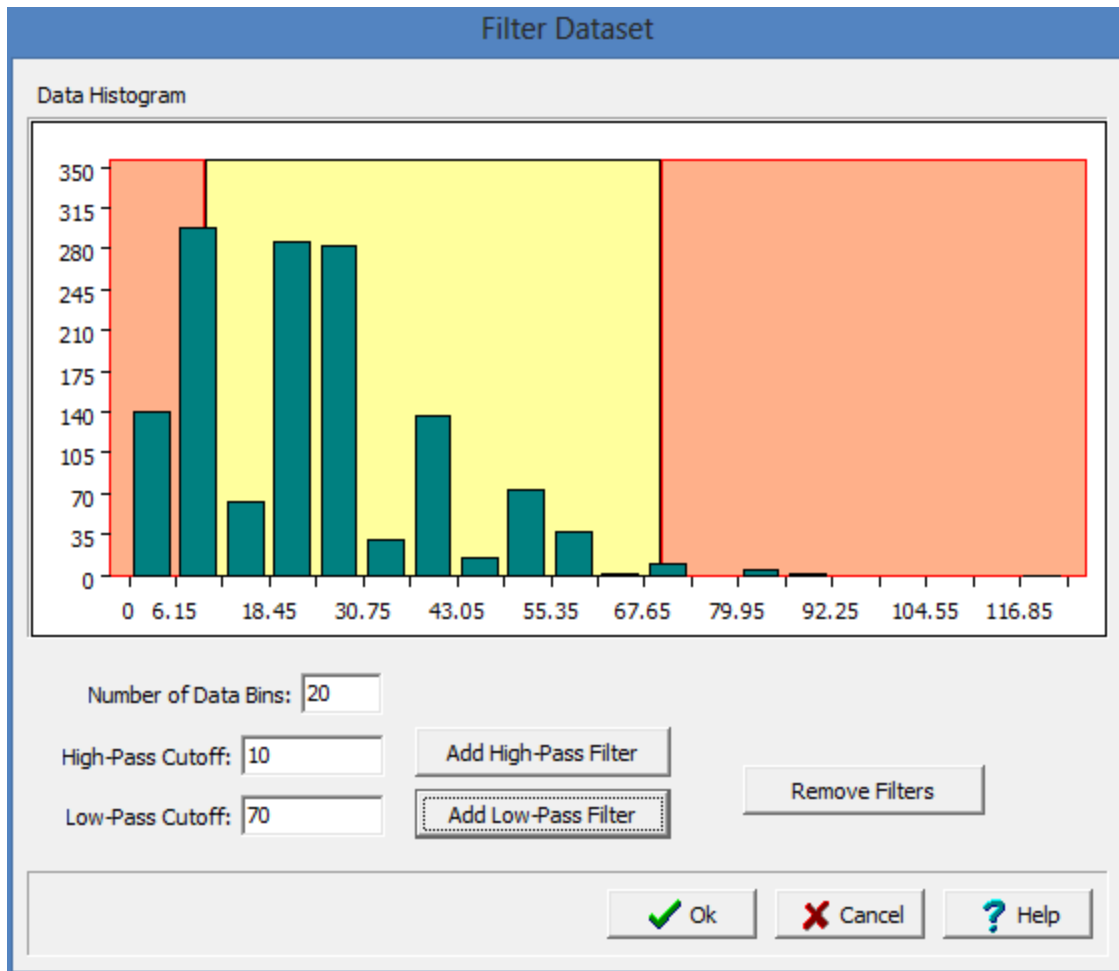 Filter Dataset
Data Histogram
350
315
280
245
210
175
140
105
70
35
0
0 6.15 18.45 30.75 43.05 55.35 67.65 79.95 92.25 104.55 116.85
Number of Data Bins: 20
High-Pass Cutoff: 10 Add High-Pass Filter
Remove Filters
Low-Pass Cutoff: 70 Add Low-Pass Filter
Ok Cancel ? Help